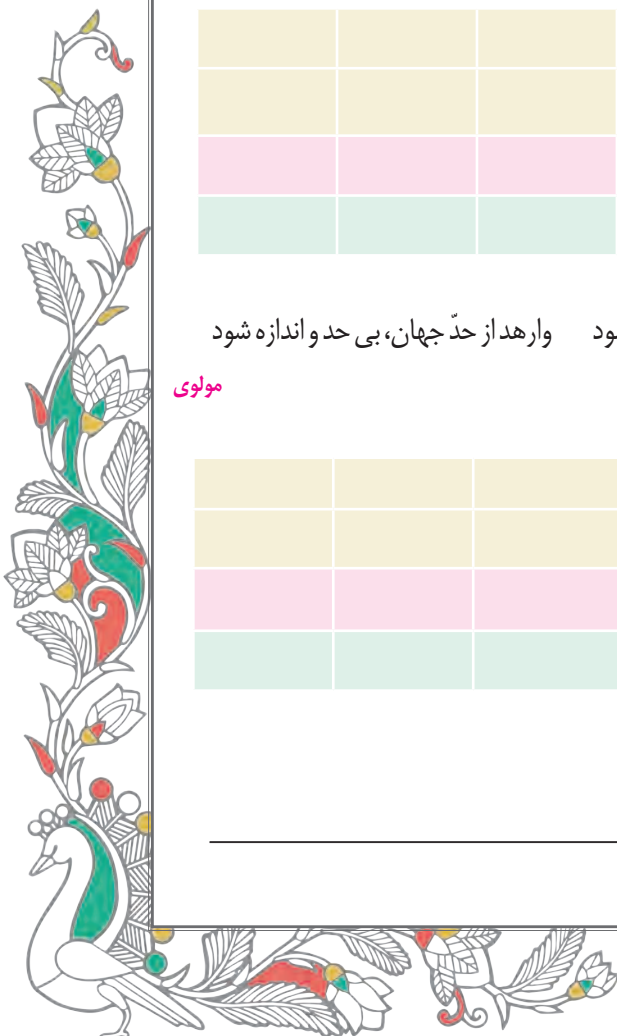 وارهد از حدّ جهان، بی حد و اندازه شود
مولوی